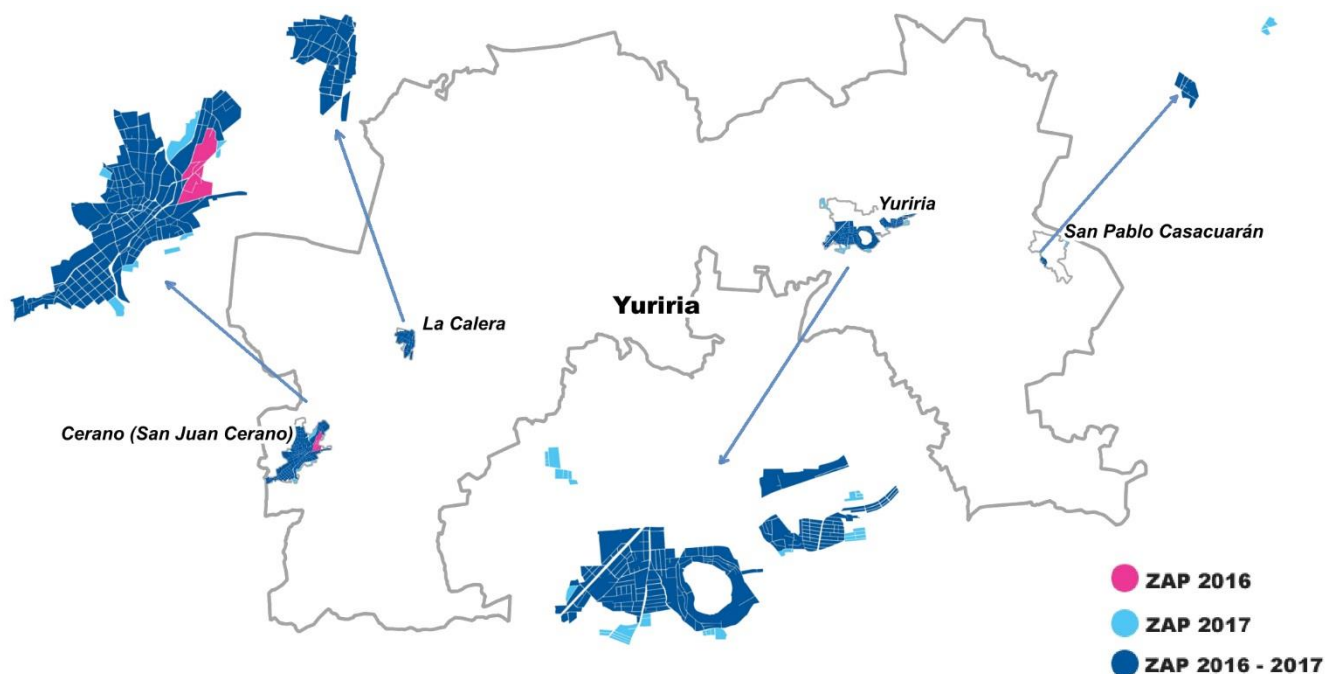 Yuriria
San Pablo Casacuarán
Yuriria
La Calera
Cerano (San Juan Cerano)
ZAP 2016
ZAP 2017
ZAP 2016 - 2017